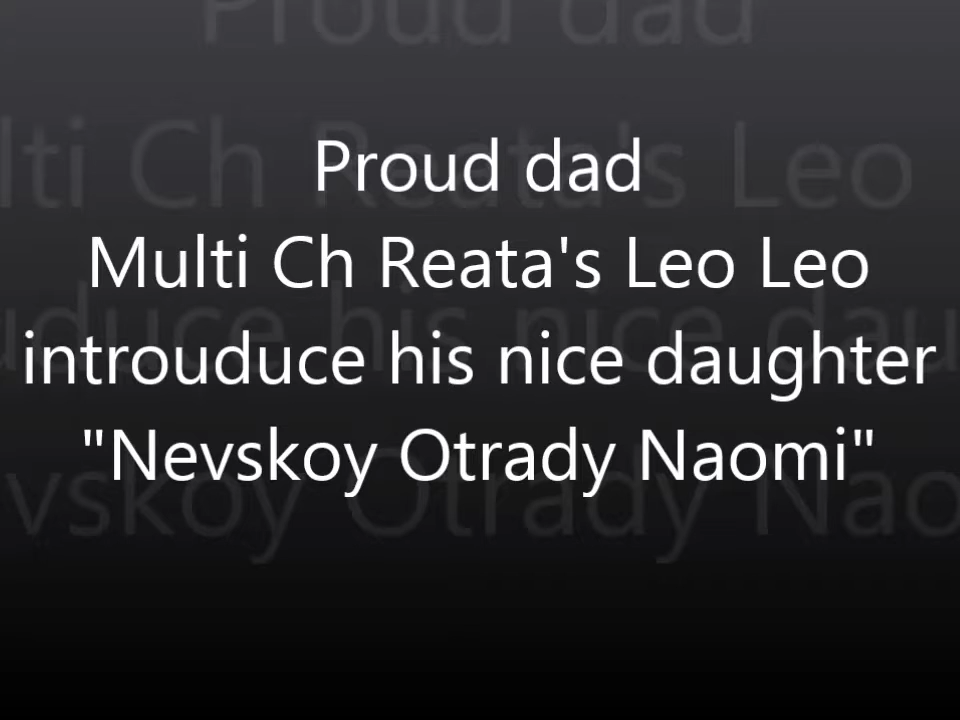 Proud dad
Multi Ch Reata's Leo Leo
introuduce his nice daughter
"Nevskoy Otrady Naomi"